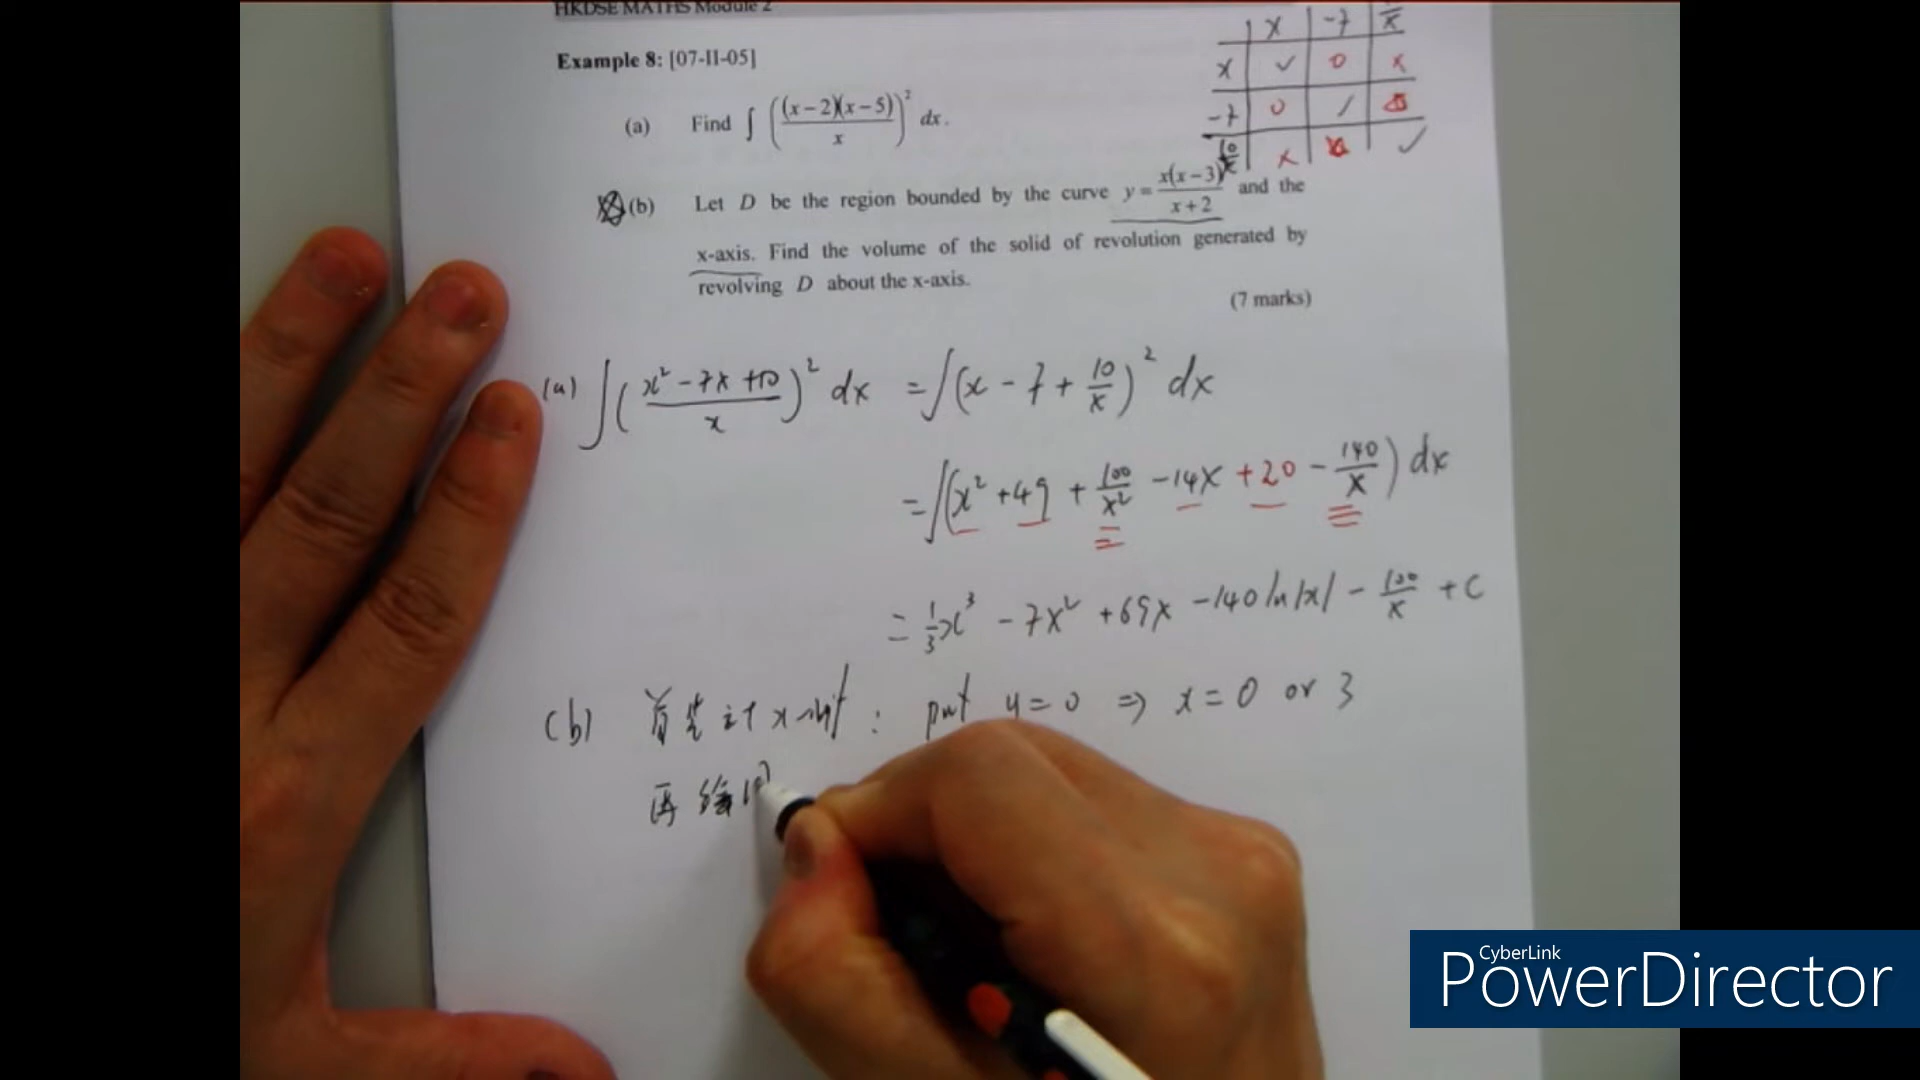 HKDSE MATHS Module 2
Example 8: [07-II-05]
(a) Find ∫ ((x−2)(x−5)/x)² dx.
(b) Let D be the region bounded by the curve y = x(x−3)/(x+2) and the
x-axis. Find the volume of the solid of revolution generated by
revolving D about the x-axis.
(7 marks)
x −7 10/x
x ✓ 0 x
−7 0 /
10/x x ✓
(a) ∫(x² − 7x + 10 / x)² dx = ∫(x − 7 + 10/x)² dx
= ∫(x² + 49 + 100/x² − 14x + 20 − 140/x) dx
= 1/3 x³ − 7x² + 69x − 140 ln|x| − 100/x + C
(b) 首先計 x-int : put y = 0 ⇒ x = 0 or 3
再繪
CyberLink
PowerDirector